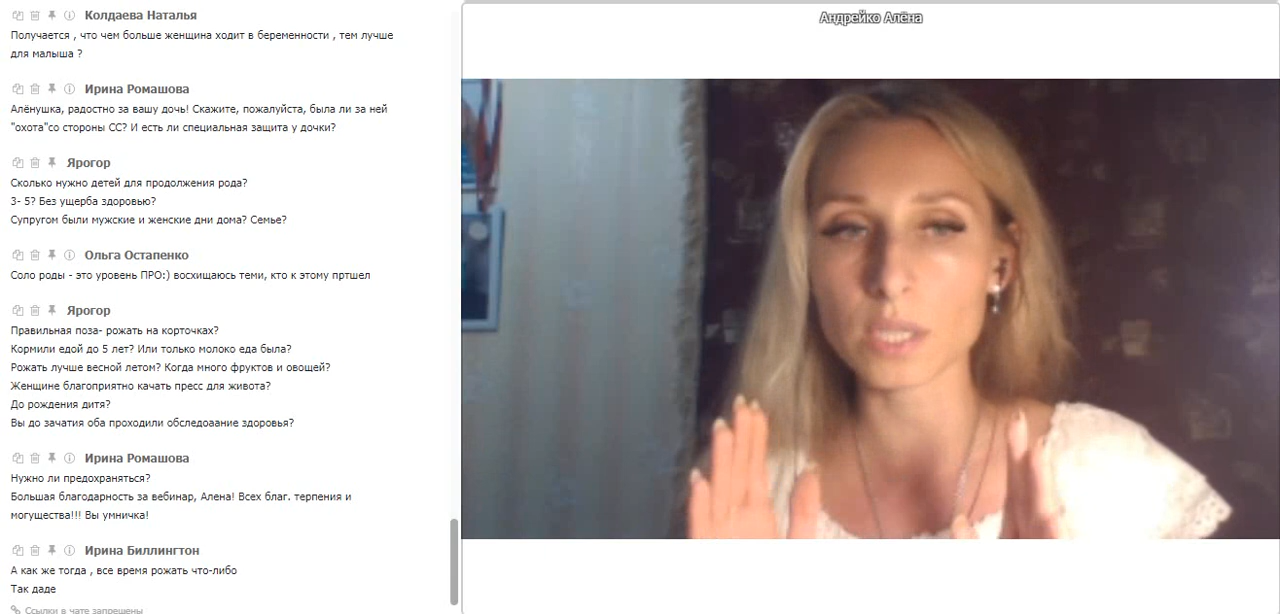 Колдаева Наталья
Получается , что чем больше женщина ходит в беременности , тем лучше
для малыша ?
Ирина Ромашова
Алёнушка, радостно за вашу дочь! Скажите, пожалуйста, была ли за ней
"охота"со стороны СС? И есть ли специальная защита у дочки?
Ярогор
Сколько нужно детей для продолжения рода?
3- 5? Без ущерба здоровью?
Супругом были мужские и женские дни дома? Семье?
Ольга Остапенко
Соло роды - это уровень ПРО:) восхищаюсь теми, кто к этому пртшел
Ярогор
Правильная поза- рожать на корточках?
Кормили едой до 5 лет? Или только молоко еда была?
Рожать лучше весной летом? Когда много фруктов и овощей?
Женщине благоприятно качать пресс для живота?
До рождения дитя?
Вы до зачатия оба проходили обследоаание здоровья?
Ирина Ромашова
Нужно ли предохраняться?
Большая благодарность за вебинар, Алена! Всех благ. терпения и
могущества!!! Вы умничка!
Ирина Биллингтон
А как же тогда , все время рожать что-либо
Так даде
Ссылки в чате запрещены
Андрейко Алёна